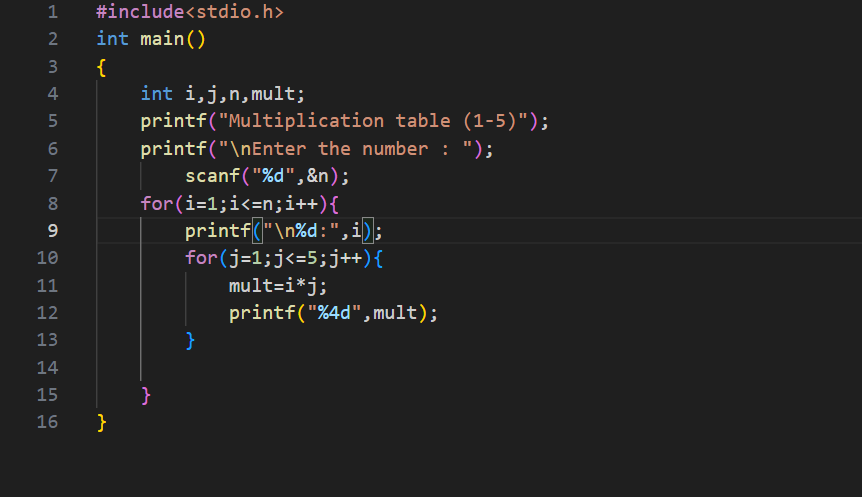 1 #include<stdio.h>
2 int main()
3 {
4     int i,j,n,mult;
5     printf("Multiplication table (1-5)");
6     printf("\nEnter the number : ");
7         scanf("%d",&n);
8     for(i=1;i<=n;i++){
9         printf("\n%d:",i);
10         for(j=1;j<=5;j++){
11             mult=i*j;
12             printf("%4d",mult);
13         }
14
15     }
16 }